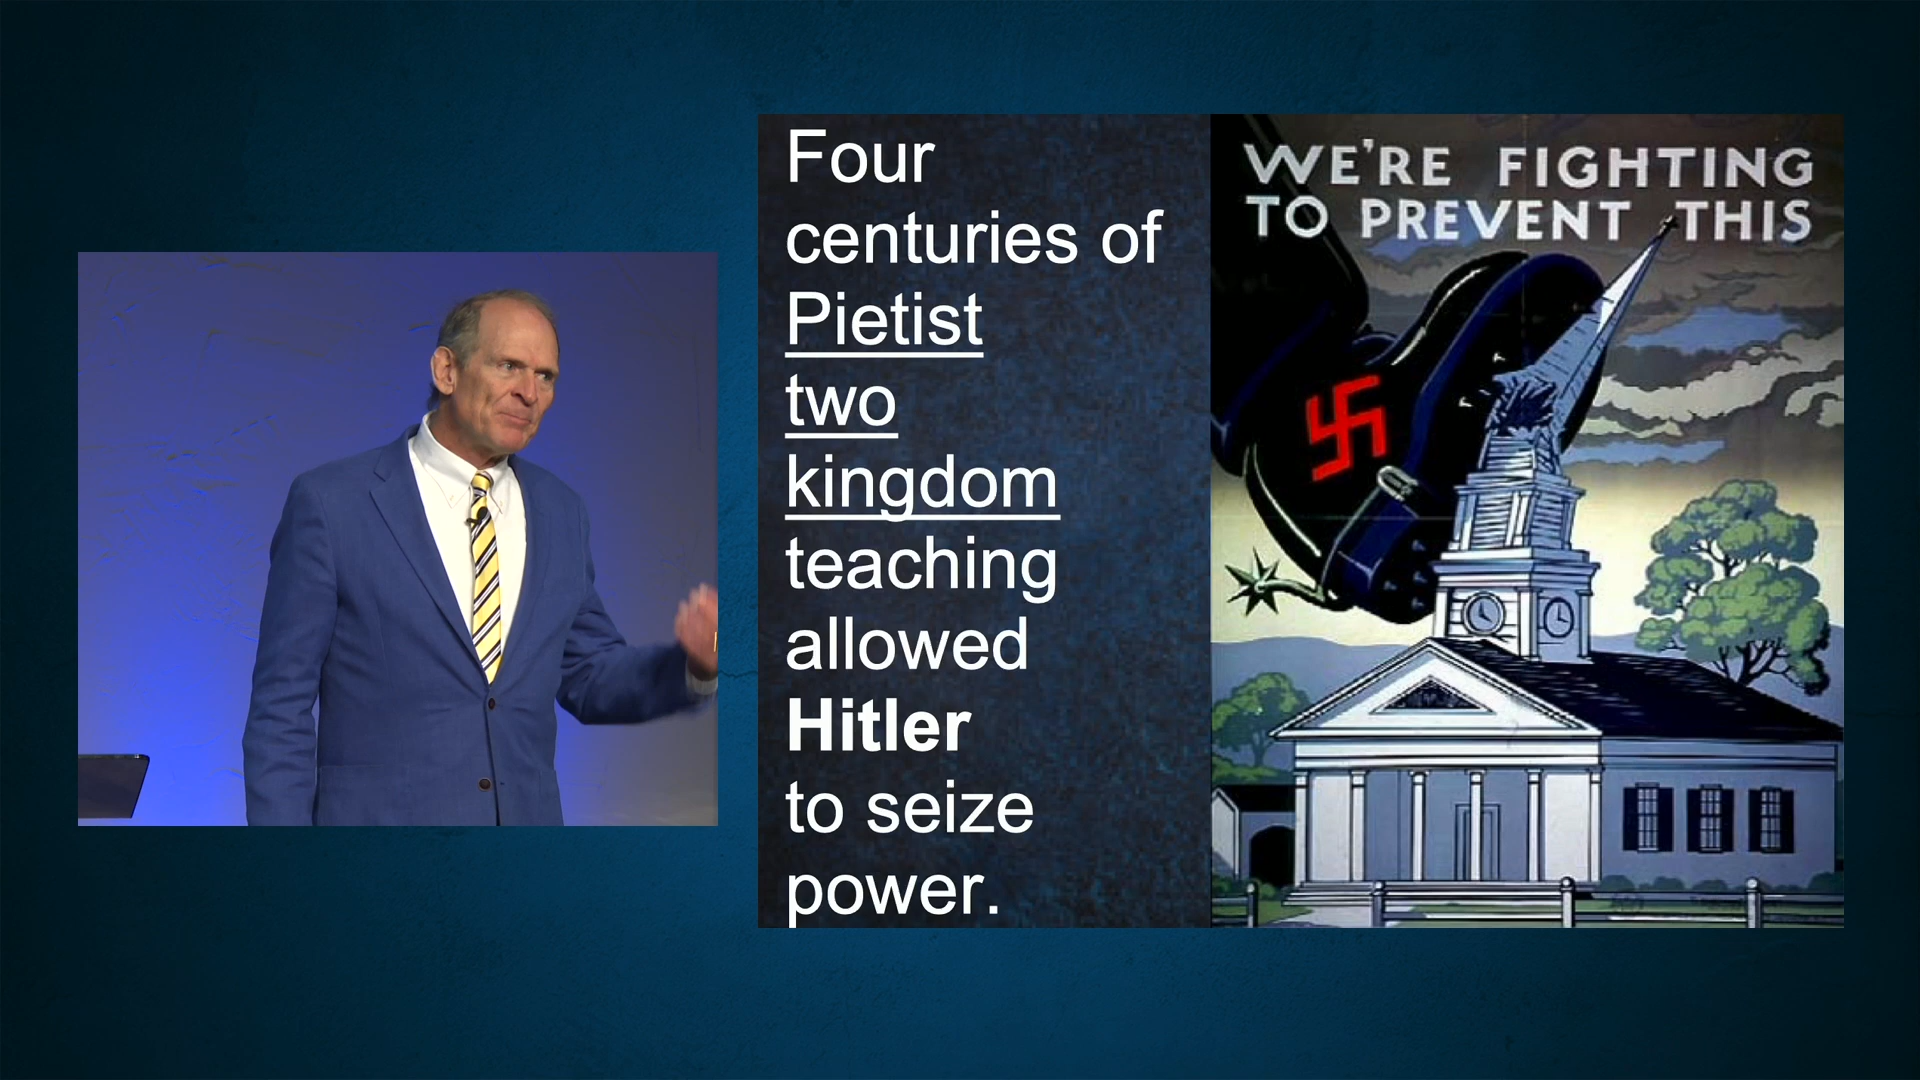 Four
centuries of
Pietist
two
kingdom
teaching
allowed
Hitler
to seize
power.
WE'RE FIGHTING
TO PREVENT THIS